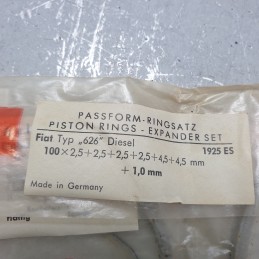 PASSFORM-RINGSATZ
PISTON RINGS - EXPANDER SET
Fiat Typ „626" Diesel 1925 ES
100 × 2,5 + 2,5 + 2,5 + 2,5 + 4,5 + 4,5 mm
+ 1,0 mm
Made in Germany